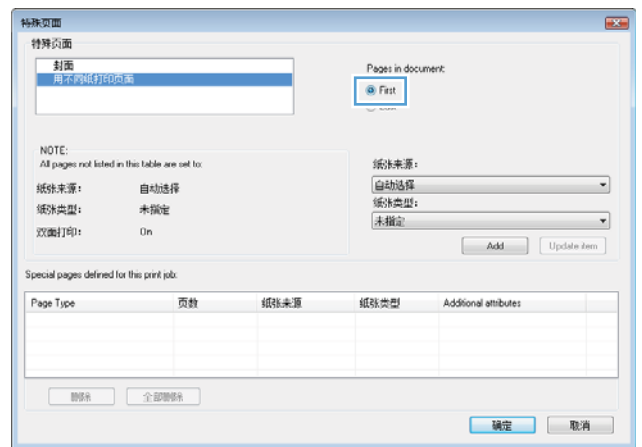 特殊页面
特殊页面
封面
用不同纸打印页面
Pages in document:
First
NOTE:
All pages not listed in this table are set to:
纸张来源: 自动选择
纸张类型: 未指定
双面打印: On
纸张来源:
自动选择
纸张类型:
未指定
Add Update item
Special pages defined for this print job:
Page Type 页数 纸张来源 纸张类型 Additional attributes
删除 全部删除
确定 取消